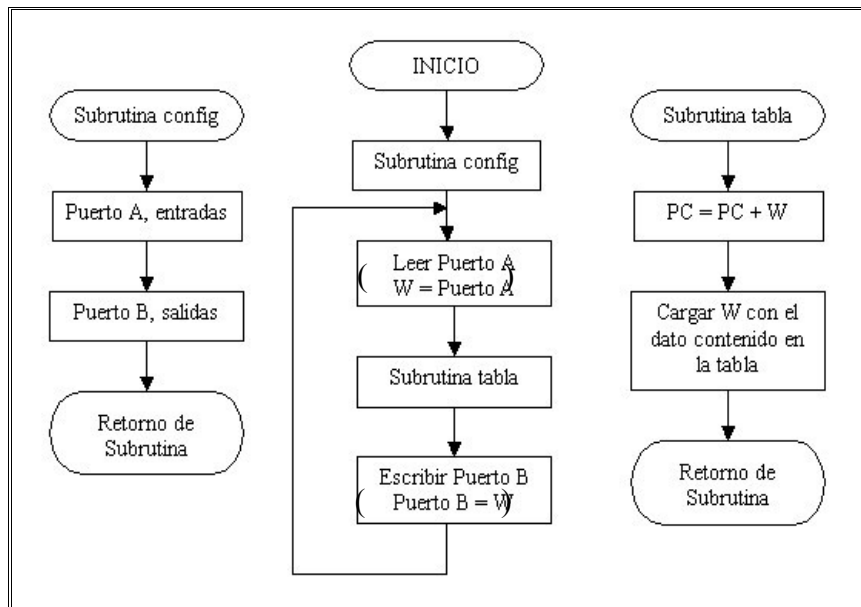 Subrutina config
Puerto A, entradas
Puerto B, salidas
Retorno de
Subrutina
INICIO
Subrutina config
Leer Puerto A
( W = Puerto A )
Subrutina tabla
Escribir Puerto B
( Puerto B = W )
Subrutina tabla
PC = PC + W
Cargar W con el
dato contenido en
la tabla
Retorno de
Subrutina